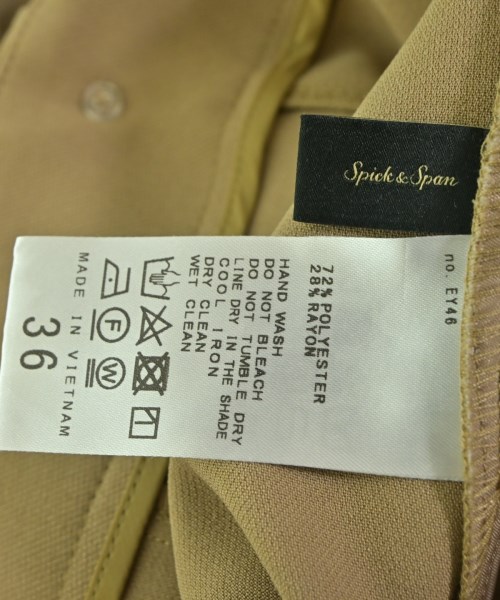 Spick & Span
no. EY46
72% POLYESTER
28% RAYON
HAND WASH
DO NOT BLEACH
DO NOT TUMBLE DRY
LINE DRY IN THE SHADE
COOL IRON
DRY CLEAN
WET CLEAN
F
W
MADE IN VIETNAM
36